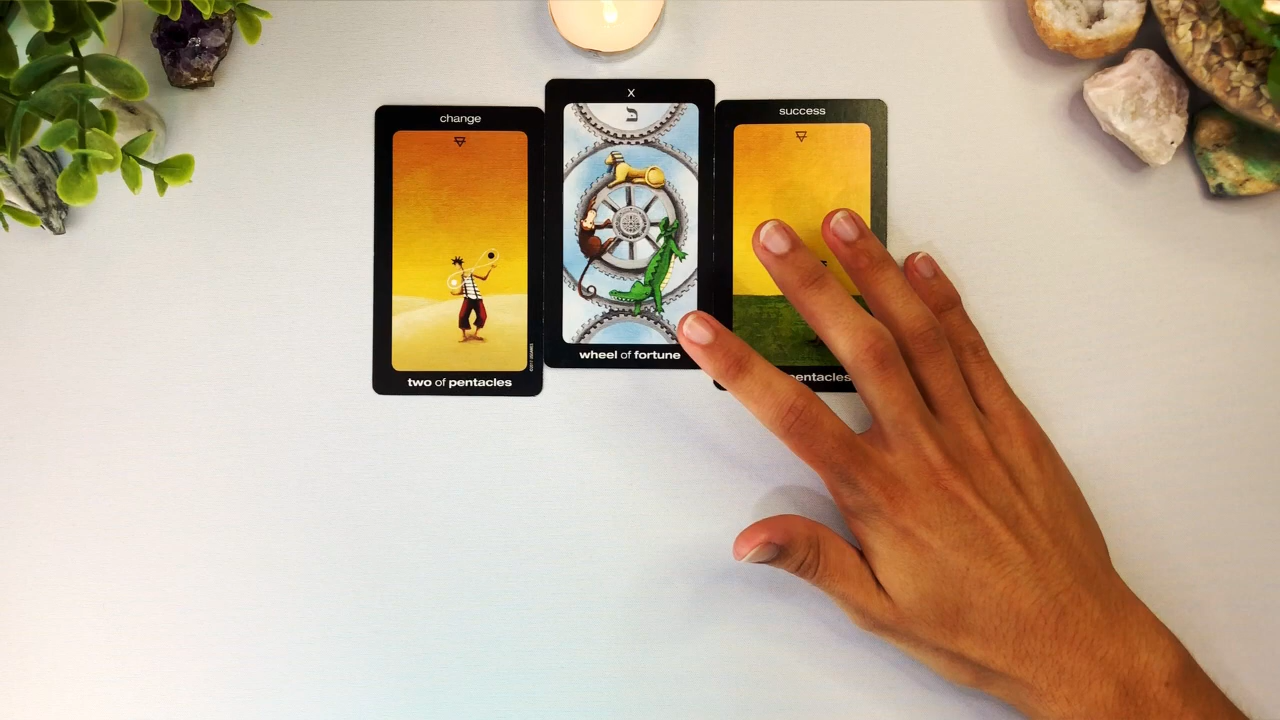 change
two of pentacles
X
כ
wheel of fortune
success
pentacles